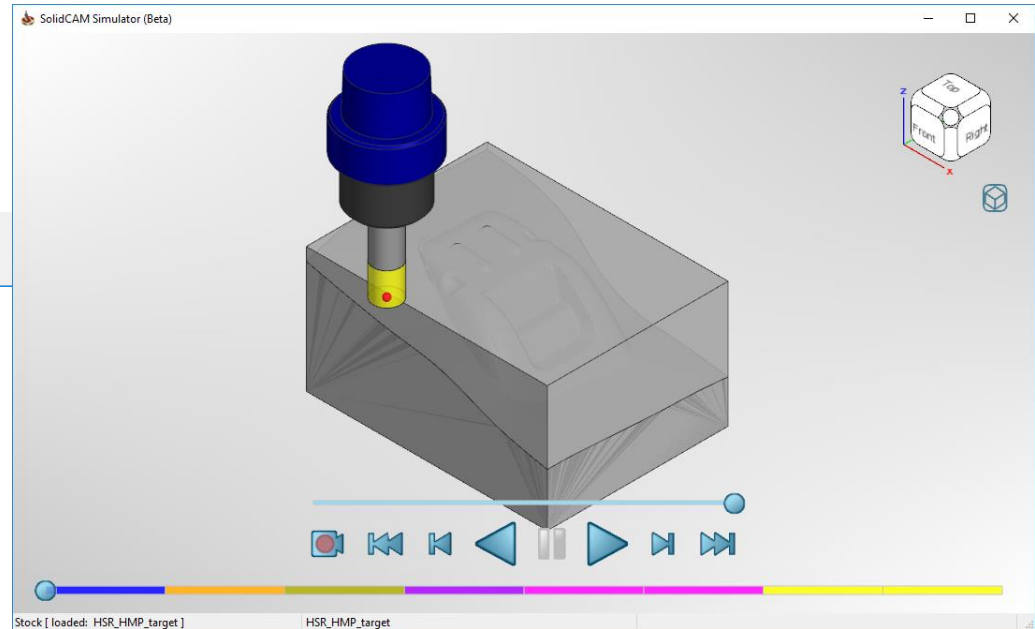 SolidCAM Simulator (Beta)
z
Top
Front
Right
x
Stock [ loaded: HSR_HMP_target ]
HSR_HMP_target